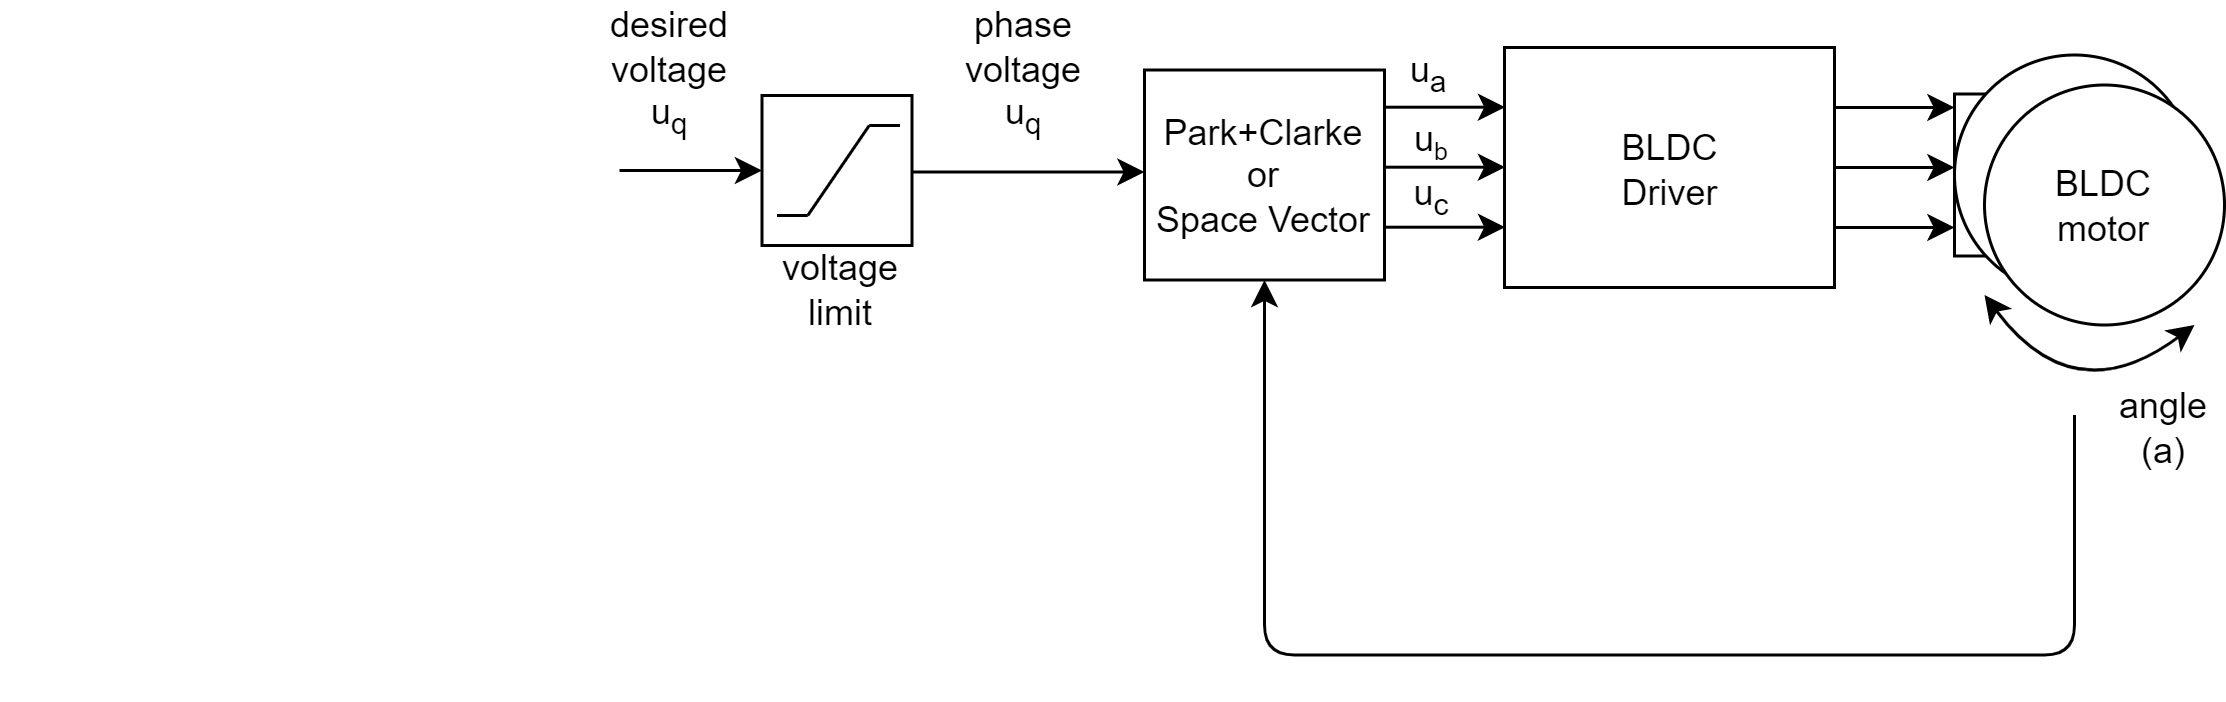 desired
voltage
uq
voltage
limit
phase
voltage
uq
Park+Clarke
or
Space Vector
ua
ub
uc
BLDC
Driver
BLDC
motor
angle
(a)